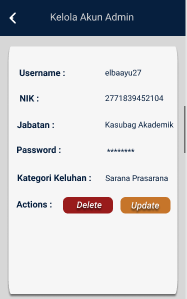 Kelola Akun Admin
Username : elbaayu27
NIK : 2771839452104
Jabatan : Kasubag Akademik
Password : ********
Kategori Keluhan : Sarana Prasarana
Actions : Delete Update